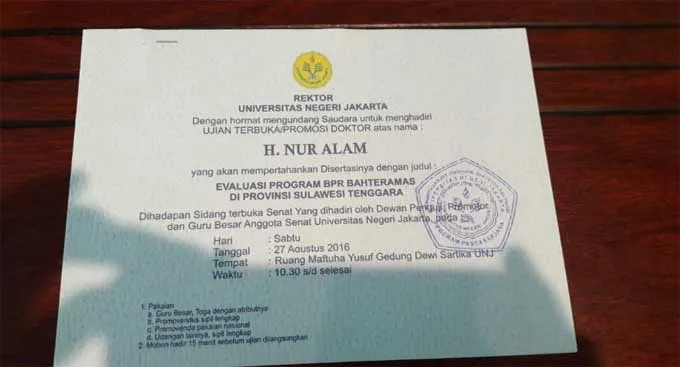 REKTOR
UNIVERSITAS NEGERI JAKARTA
Dengan hormat mengundang Saudara untuk menghadiri
UJIAN TERBUKA/PROMOSI DOKTOR atas nama :
H. NUR ALAM
yang akan mempertahankan Disertasinya dengan judul :
EVALUASI PROGRAM BPR BAHTERAMAS
DI PROVINSI SULAWESI TENGGARA
Dihadapan Sidang terbuka Senat Yang dihadiri oleh Dewan Penguji, Promotor
dan Guru Besar Anggota Senat Universitas Negeri Jakarta, pada
Hari : Sabtu
Tanggal : 27 Agustus 2016
Tempat : Ruang Maftuha Yusuf Gedung Dewi Sartika UNJ
Waktu : 10.30 s/d selesai
1. Pakaian
a. Guru Besar, Toga dengan atributnya
b. Promovendus sipil lengkap
c. Promovenda pakaian nasional
d. Udangan lainnya, sipil lengkap
2. Mohon hadir 15 menit sebelum ujian dilangsungkan
PROGRAM PASCASARJANA